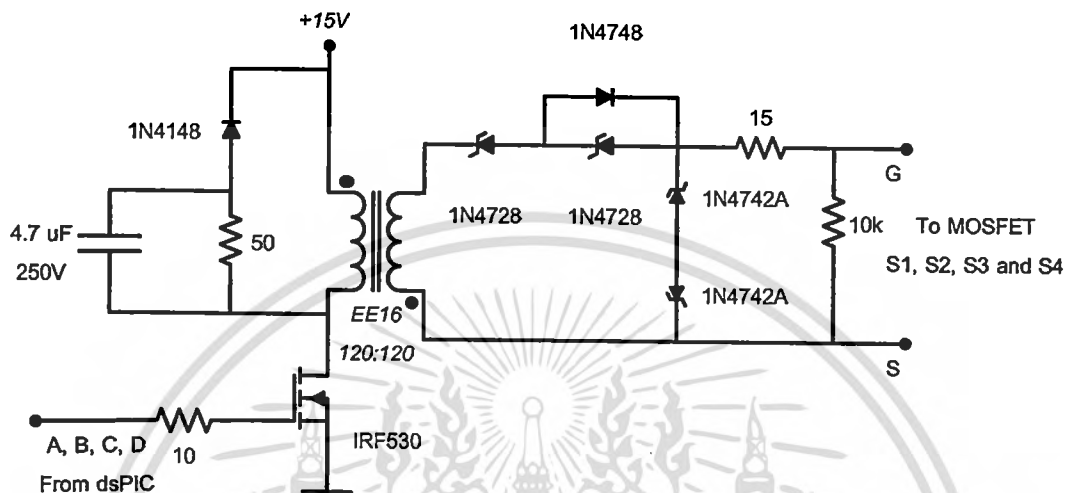 +15V
1N4748
1N4148
15
G
1N4742A
1N4728
1N4728
4.7 uF
250V
50
10k
To MOSFET
S1, S2, S3 and S4
1N4742A
EE16
120:120
S
A, B, C, D
10
IRF530
From dsPIC